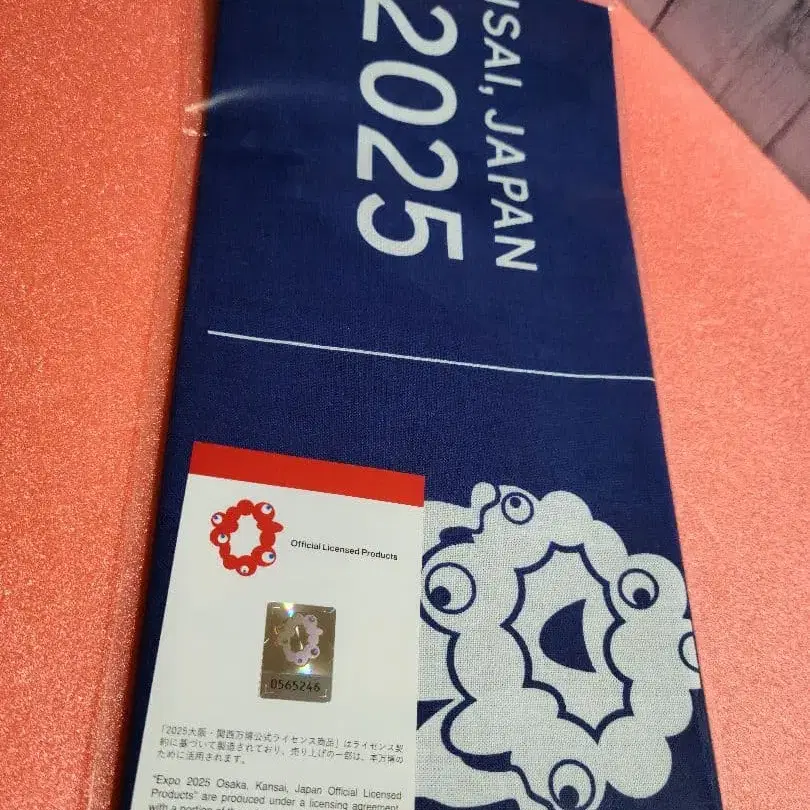 ISAI, JAPAN
2025
Official Licensed Products
0565246
「2025大阪・関西万博公式ライセンス商品」はライセンス契
約に基づいて製造されており、売り上げの一部は、本万博の
ために活用されます。
"Expo 2025 Osaka, Kansai, Japan Official Licensed
Products" are produced under a licensing agreement
with a portion of the